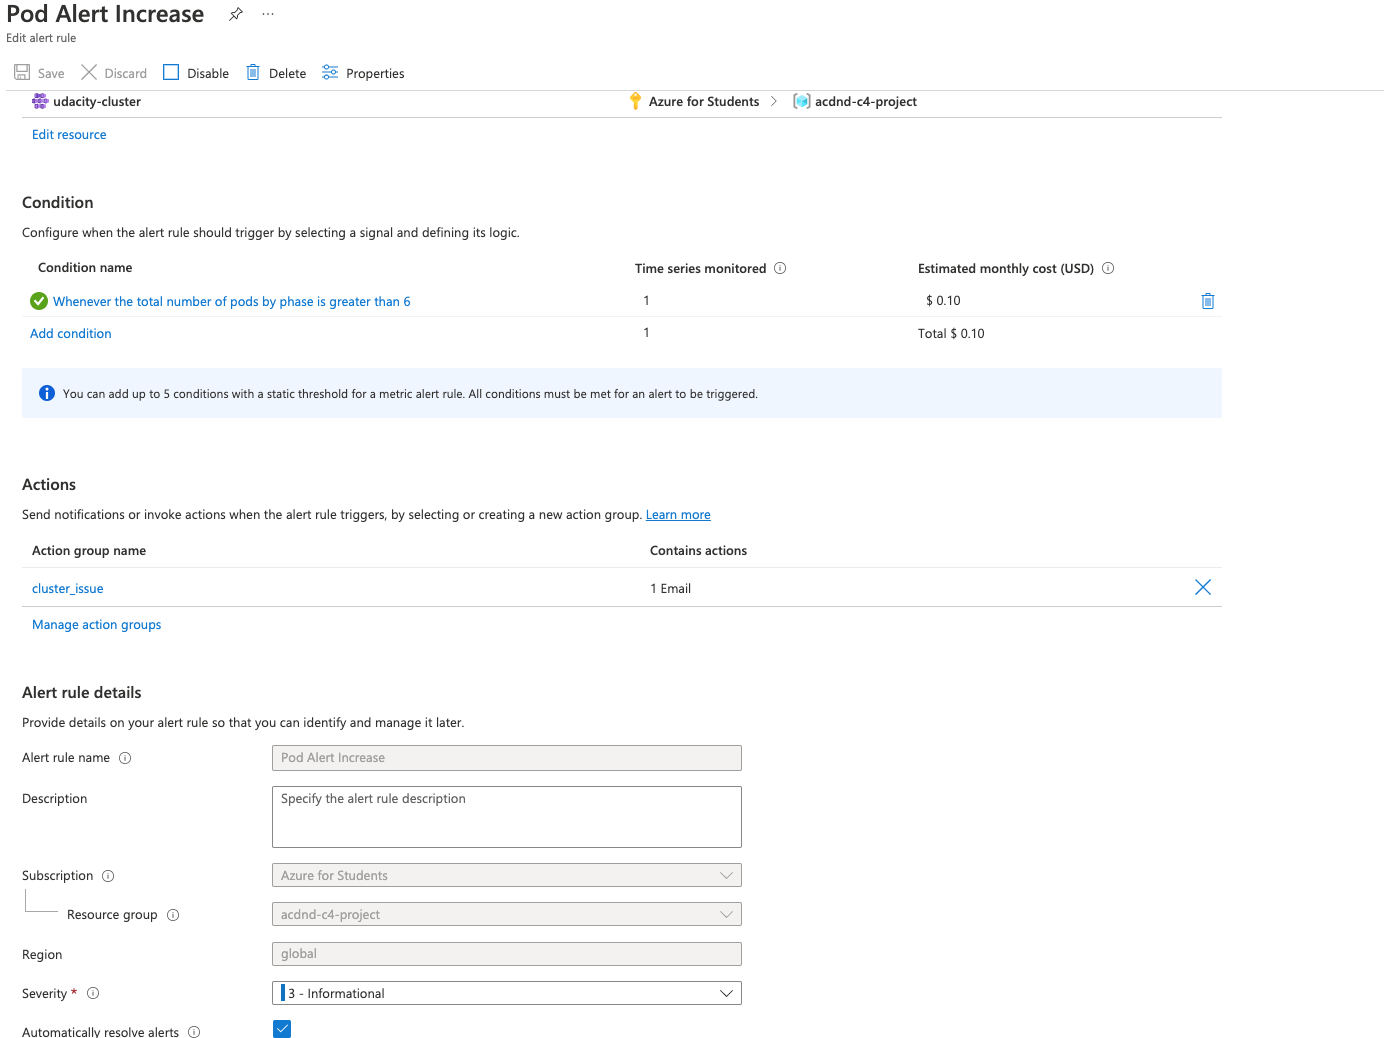 Pod Alert Increase
Edit alert rule
Save Discard Disable Delete Properties
udacity-cluster Azure for Students > acdnd-c4-project
Edit resource
Condition
Configure when the alert rule should trigger by selecting a signal and defining its logic.
Condition name Time series monitored Estimated monthly cost (USD)
Whenever the total number of pods by phase is greater than 6 1 $ 0.10
Add condition 1 Total $ 0.10
You can add up to 5 conditions with a static threshold for a metric alert rule. All conditions must be met for an alert to be triggered.
Actions
Send notifications or invoke actions when the alert rule triggers, by selecting or creating a new action group. Learn more
Action group name Contains actions
cluster_issue 1 Email
Manage action groups
Alert rule details
Provide details on your alert rule so that you can identify and manage it later.
Alert rule name Pod Alert Increase
Description Specify the alert rule description
Subscription Azure for Students
Resource group acdnd-c4-project
Region global
Severity * 3 - Informational
Automatically resolve alerts